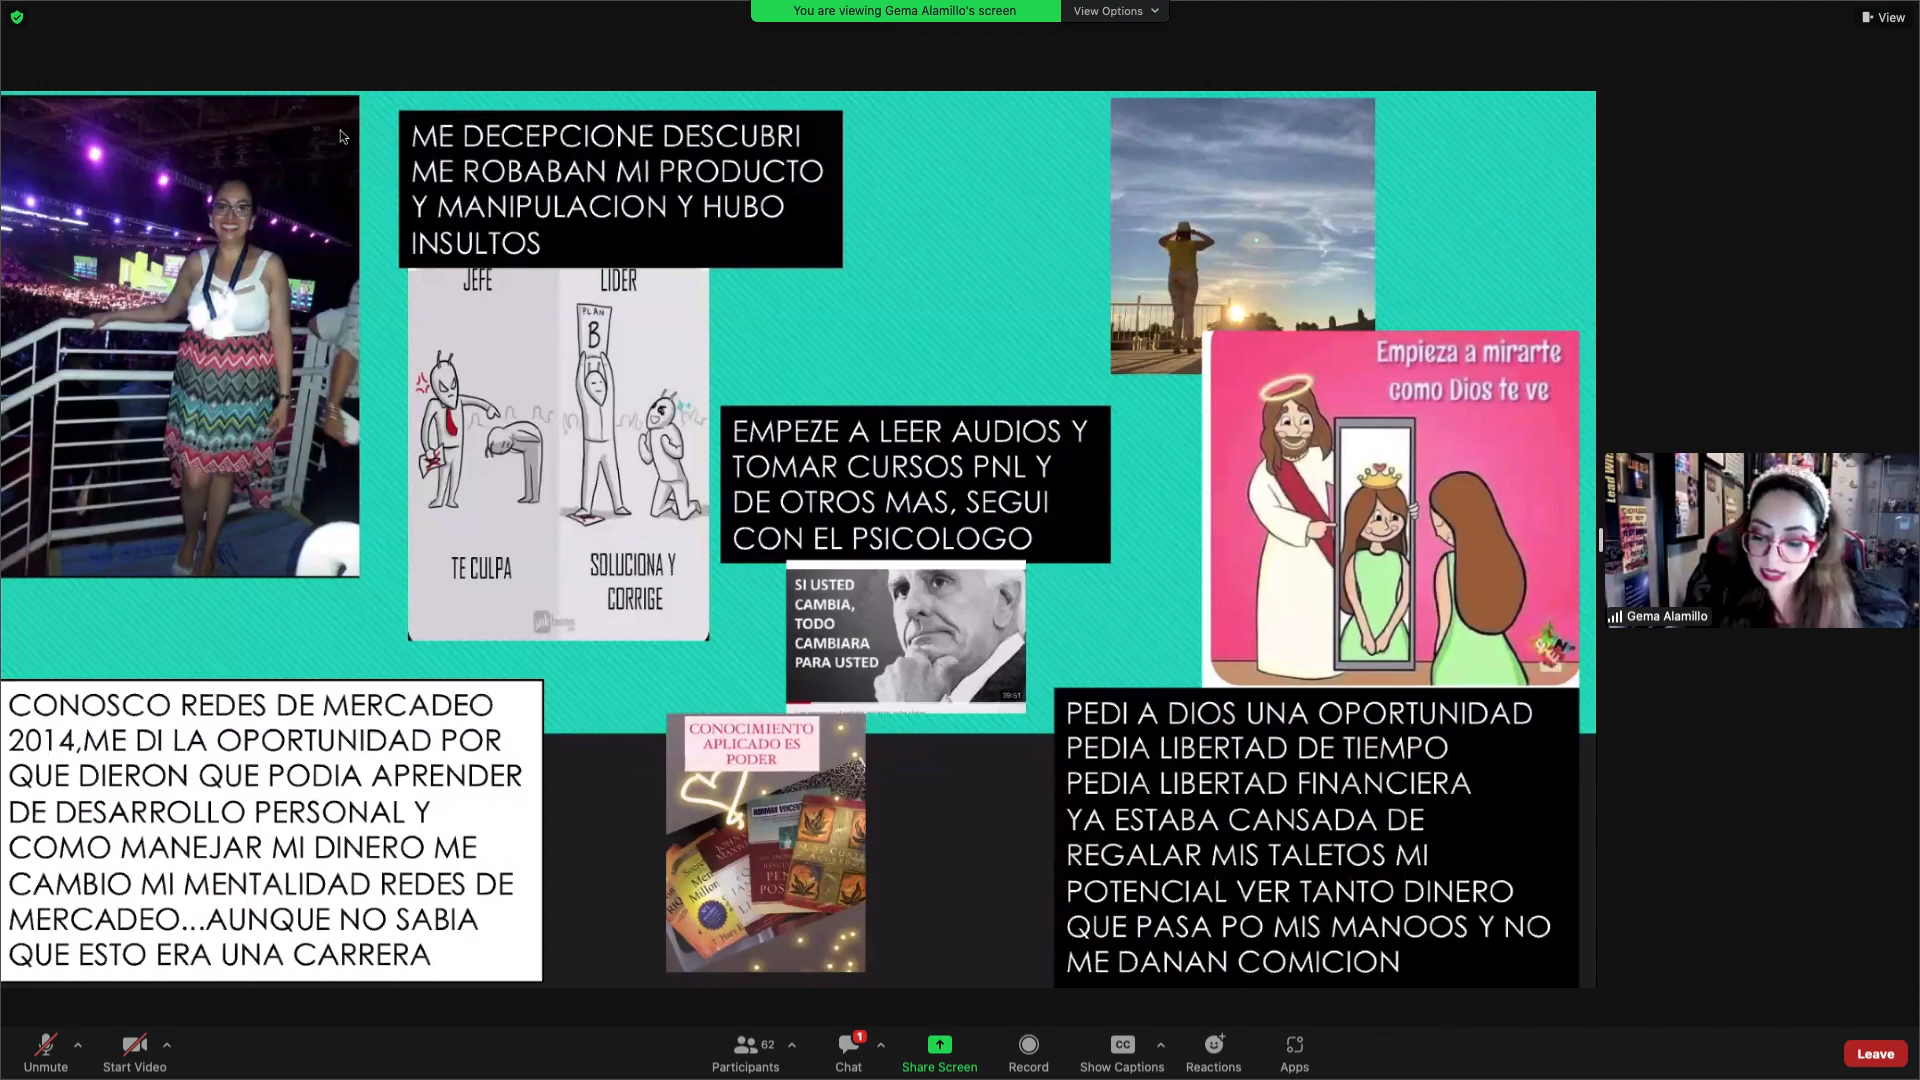 You are viewing Gema Alamillo's screen
View Options
View
ME DECEPCIONE DESCUBRI
ME ROBABAN MI PRODUCTO
Y MANIPULACION Y HUBO
INSULTOS
JEFE
LIDER
PLAN
B
TE CULPA
SOLUCIONA Y
CORRIGE
EMPEZE A LEER AUDIOS Y
TOMAR CURSOS PNL Y
DE OTROS MAS, SEGUI
CON EL PSICOLOGO
SI USTED
CAMBIA,
TODO
CAMBIARA
PARA USTED
39:51
Empieza a mirarte
como Dios te ve
Lead
Gema Alamillo
CONOSCO REDES DE MERCADEO
2014,ME DI LA OPORTUNIDAD POR
QUE DIERON QUE PODIA APRENDER
DE DESARROLLO PERSONAL Y
COMO MANEJAR MI DINERO ME
CAMBIO MI MENTALIDAD REDES DE
MERCADEO...AUNQUE NO SABIA
QUE ESTO ERA UNA CARRERA
CONOCIMIENTO
APLICADO ES
PODER
PEDI A DIOS UNA OPORTUNIDAD
PEDIA LIBERTAD DE TIEMPO
PEDIA LIBERTAD FINANCIERA
YA ESTABA CANSADA DE
REGALAR MIS TALETOS MI
POTENCIAL VER TANTO DINERO
QUE PASA PO MIS MANOOS Y NO
ME DANAN COMICION
Unmute
Start Video
62
Participants
1
Chat
Share Screen
Record
CC
Show Captions
Reactions
Apps
Leave